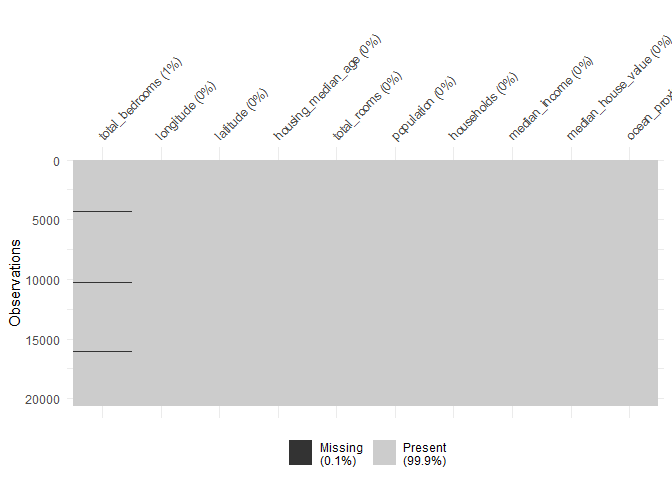 total_bedrooms (1%)
longitude (0%)
latitude (0%)
housing_median_age (0%)
total_rooms (0%)
population (0%)
households (0%)
median_income (0%)
median_house_value (0%)
ocean_proxi
Observations
0
5000
10000
15000
20000
Missing
(0.1%)
Present
(99.9%)